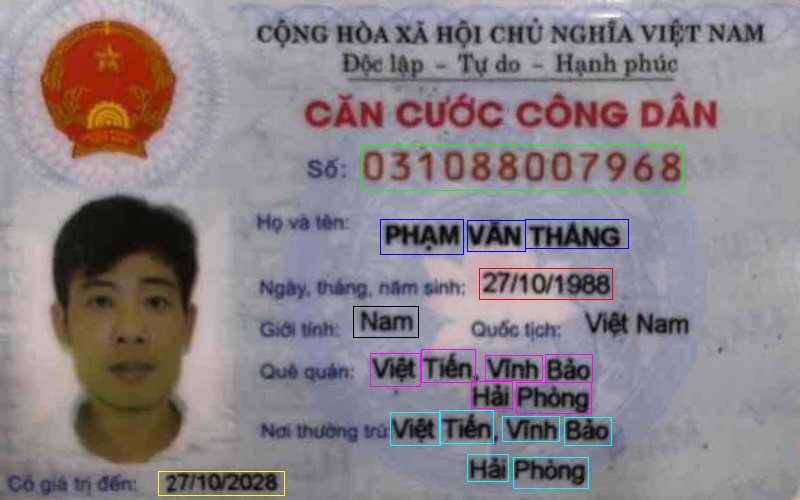 CỘNG HÒA XÃ HỘI CHỦ NGHĨA VIỆT NAM
Độc lập - Tự do - Hạnh phúc
CĂN CƯỚC CÔNG DÂN
Số: 031088007968
Họ và tên: PHẠM VĂN THẮNG
Ngày, tháng, năm sinh: 27/10/1988
Giới tính: Nam Quốc tịch: Việt Nam
Quê quán: Việt Tiến, Vĩnh Bảo
Hải Phòng
Nơi thường trú: Việt Tiến, Vĩnh Bảo
Hải Phòng
Có giá trị đến: 27/10/2028